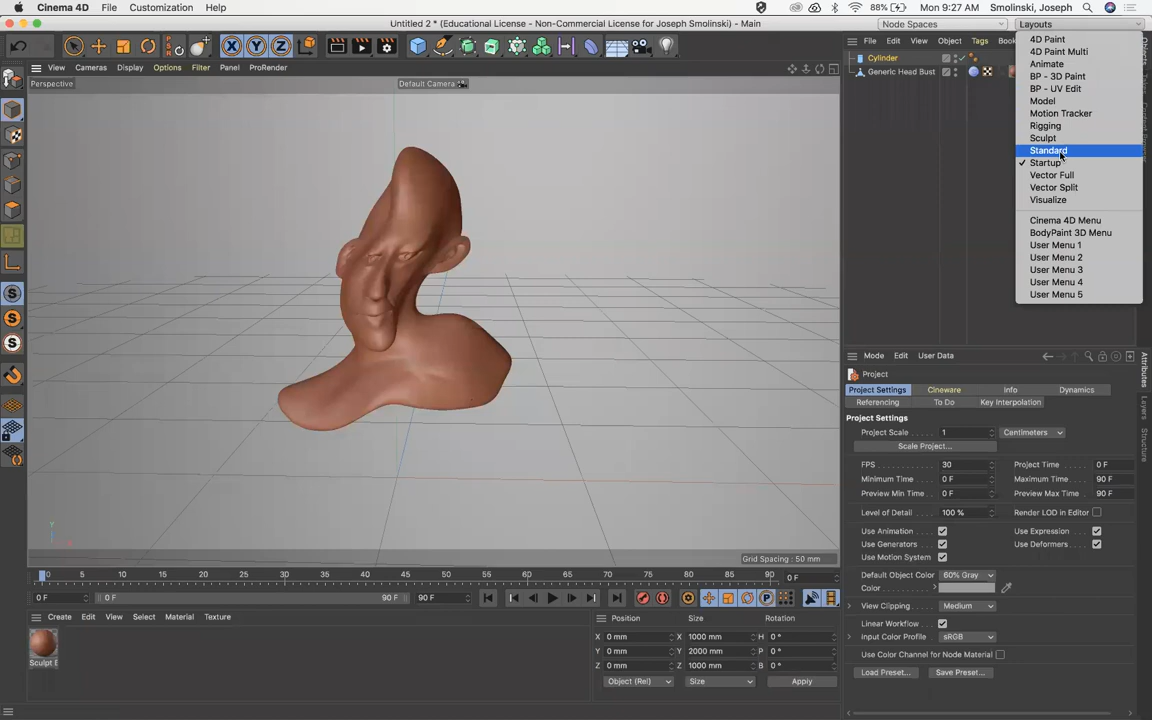 Cinema 4D File Customization Help 88% Mon 9:27 AM Smolinski, Joseph
Untitled 2 * (Educational License - Non-Commercial License for Joseph Smolinski) - Main Node Spaces Layouts
X Y Z
File Edit View Object Tags Book
View Cameras Display Options Filter Panel ProRender
Perspective Default Camera
Cylinder
Generic Head Bust
4D Paint
4D Paint Multi
Animate
BP - 3D Paint
BP - UV Edit
Model
Motion Tracker
Rigging
Sculpt
Standard
Startup
Vector Full
Vector Split
Visualize
Cinema 4D Menu
BodyPaint 3D Menu
User Menu 1
User Menu 2
User Menu 3
User Menu 4
User Menu 5
Mode Edit User Data
Attributes
Layers
Structure
Project
Project Settings Cineware Info Dynamics
Referencing To Do Key Interpolation
Project Settings
Project Scale 1 Centimeters
Scale Project...
FPS 30 Project Time 0 F
Minimum Time 0 F Maximum Time 90 F
Preview Min Time 0 F Preview Max Time 90 F
Level of Detail 100 % Render LOD in Editor
Use Animation Use Expression
Use Generators Use Deformers
Use Motion System
Default Object Color 60% Gray
Color
View Clipping Medium
Linear Workflow
Input Color Profile sRGB
Use Color Channel for Node Material
Load Preset... Save Preset...
Y
Grid Spacing : 50 mm
0 5 10 15 20 25 30 35 40 45 50 55 60 65 70 75 80 85 90 0 F
0 F 0 F 90 F 90 F
Create Edit View Select Material Texture
Sculpt
Position Size Rotation
X 0 mm X 1000 mm H 0 °
Y 0 mm Y 2000 mm P 0 °
Z 0 mm Z 1000 mm B 0 °
Object (Rel) Size Apply